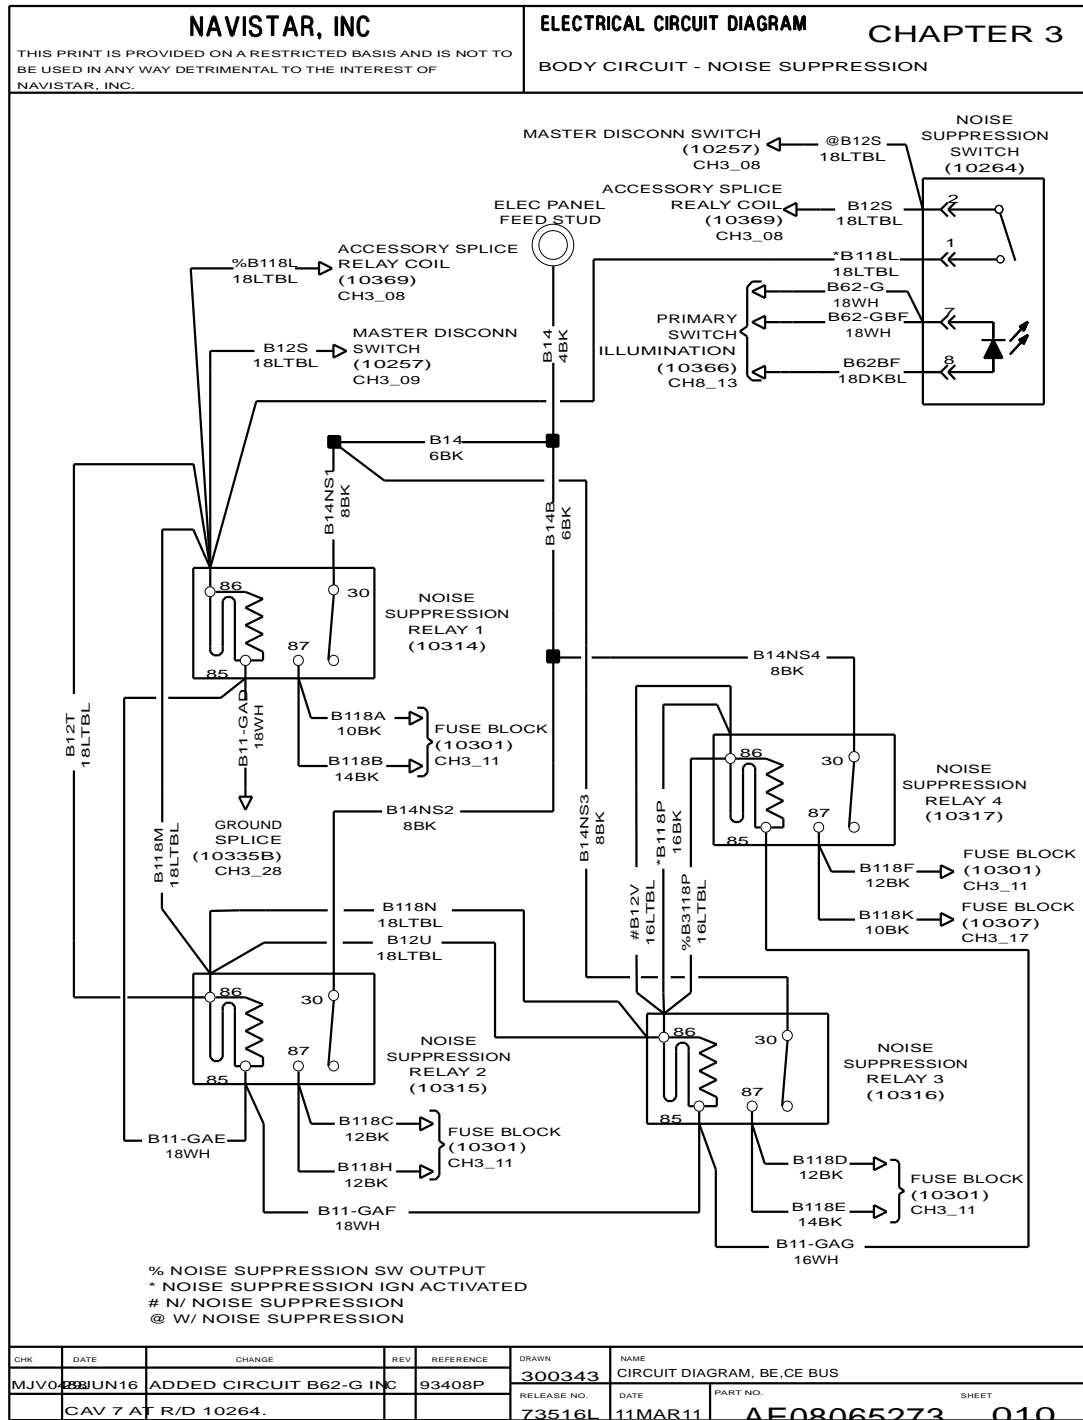 NAVISTAR, INC
THIS PRINT IS PROVIDED ON A RESTRICTED BASIS AND IS NOT TO
BE USED IN ANY WAY DETRIMENTAL TO THE INTEREST OF
NAVISTAR, INC.
ELECTRICAL CIRCUIT DIAGRAM
CHAPTER 3
BODY CIRCUIT - NOISE SUPPRESSION
MASTER DISCONN SWITCH
(10257)
CH3_08
@B12S
18LTBL
NOISE
SUPPRESSION
SWITCH
(10264)
ACCESSORY SPLICE
REALY COIL
(10369)
CH3_08
B12S
18LTBL
2
1
*B118L
18LTBL
B62-G
18WH
B62-GBF
18WH
7
B62BF
18DKBL
8
PRIMARY
SWITCH
ILLUMINATION
(10366)
CH8_13
ELEC PANEL
FEED STUD
%B118L
18LTBL
ACCESSORY SPLICE
RELAY COIL
(10369)
CH3_08
B12S
18LTBL
MASTER DISCONN
SWITCH
(10257)
CH3_09
B14
4BK
B14
6BK
B14NS1
8BK
B14B
6BK
86
30
87
85
NOISE
SUPPRESSION
RELAY 1
(10314)
B14NS4
8BK
B12T
18LTBL
B11-GAD
18WH
B118A
10BK
B118B
14BK
FUSE BLOCK
(10301)
CH3_11
GROUND
SPLICE
(10335B)
CH3_28
B118M
18LTBL
B14NS2
8BK
B14NS3
8BK
#B12V
16LTBL
*B118P
16BK
%B3118P
16LTBL
86
30
87
85
NOISE
SUPPRESSION
RELAY 4
(10317)
B118F
12BK
FUSE BLOCK
(10301)
CH3_11
B118K
10BK
FUSE BLOCK
(10307)
CH3_17
B118N
18LTBL
B12U
18LTBL
86
30
87
85
NOISE
SUPPRESSION
RELAY 2
(10315)
86
30
87
85
NOISE
SUPPRESSION
RELAY 3
(10316)
B11-GAE
18WH
B118C
12BK
B118H
12BK
FUSE BLOCK
(10301)
CH3_11
B11-GAF
18WH
B118D
12BK
B118E
14BK
FUSE BLOCK
(10301)
CH3_11
B11-GAG
16WH
% NOISE SUPPRESSION SW OUTPUT
* NOISE SUPPRESSION IGN ACTIVATED
# N/ NOISE SUPPRESSION
@ W/ NOISE SUPPRESSION
CHK DATE CHANGE REV REFERENCE
ADDED CIRCUIT B62-G IN C 93408P
CAV 7 AT R/D 10264.
DRAWN
300343
NAME
CIRCUIT DIAGRAM, BE,CE BUS
RELEASE NO.
73516L
DATE
11MAR11
PART NO.
AE08065273
SHEET
010